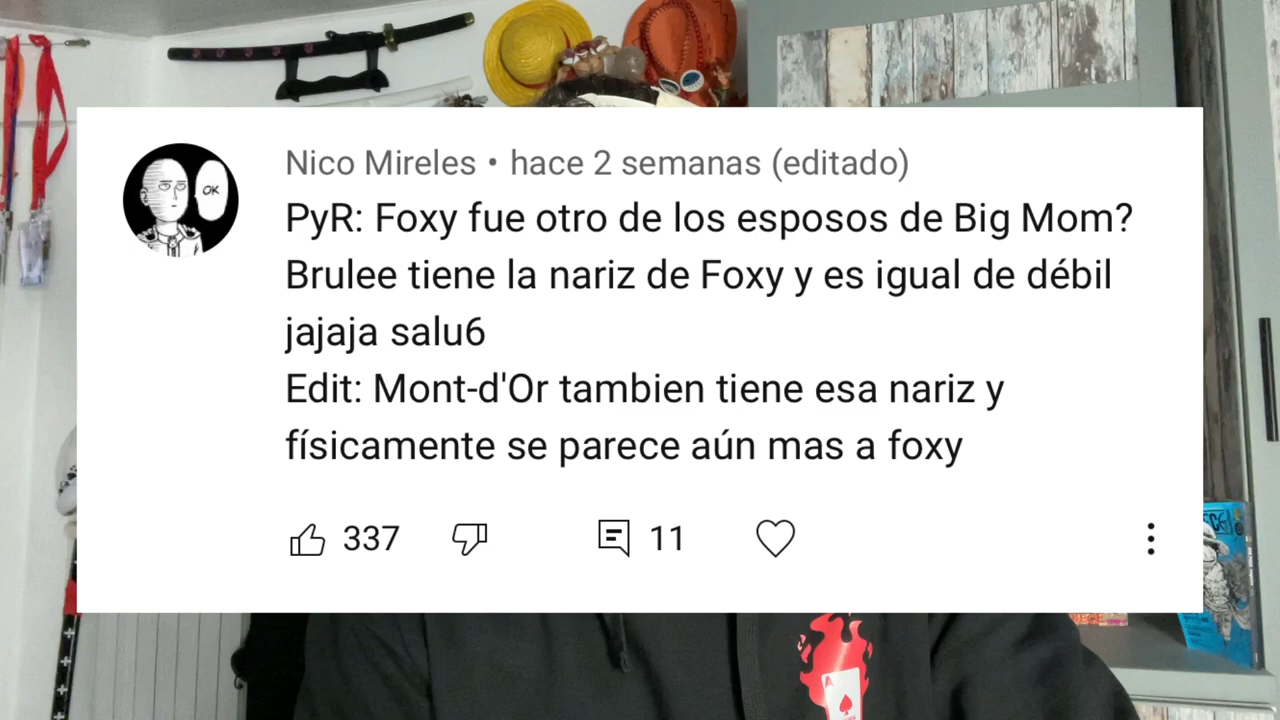 OK
Nico Mireles • hace 2 semanas (editado)
PyR: Foxy fue otro de los esposos de Big Mom?
Brulee tiene la nariz de Foxy y es igual de débil
jajaja salu6
Edit: Mont-d'Or tambien tiene esa nariz y
físicamente se parece aún mas a foxy
337 11
A